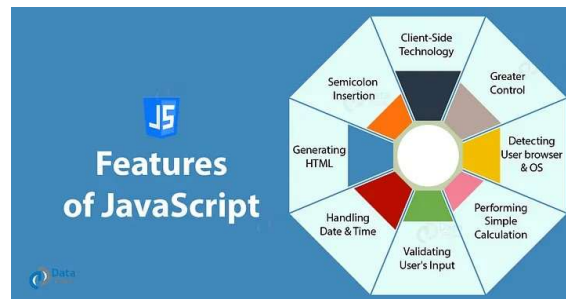 JS
Features
of JavaScript
Client-Side
Technology
Greater
Control
Detecting
User browser
& OS
Performing
Simple
Calculation
Validating
User's Input
Handling
Date & Time
Generating
HTML
Semicolon
Insertion
Data